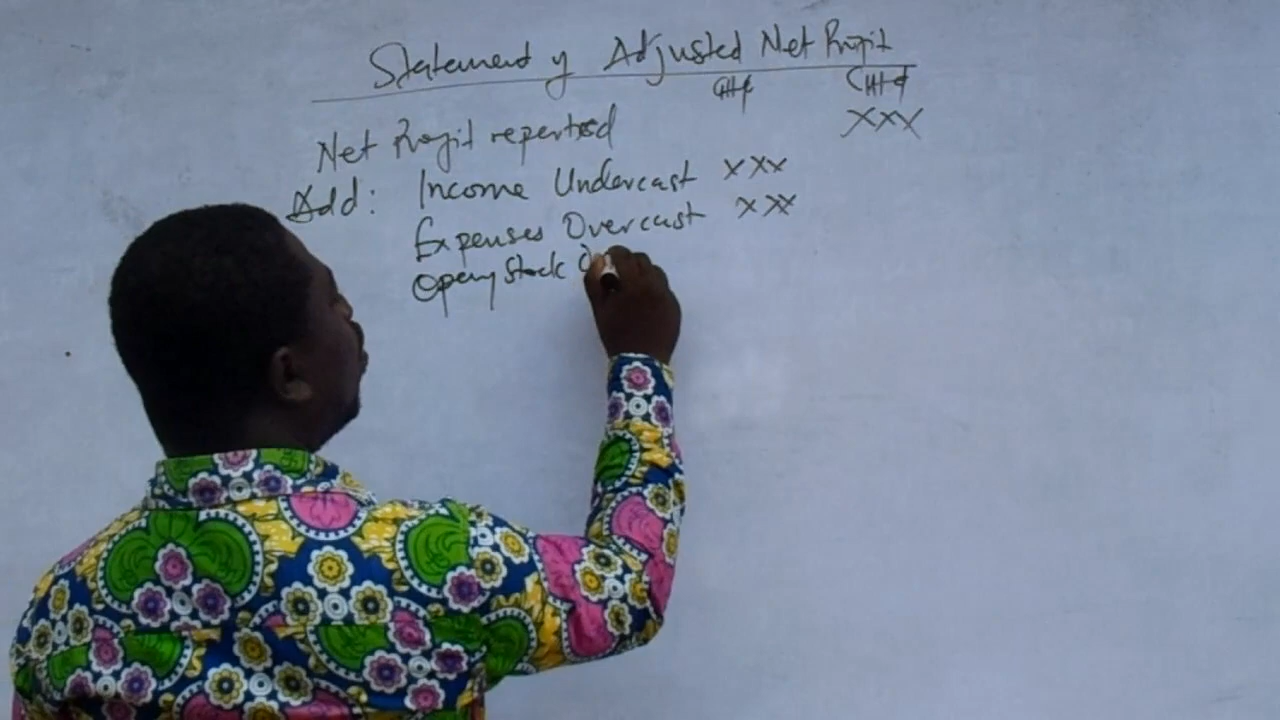 Statement of Adjusted Net Profit
GH¢ GH¢
Net Profit reported XXX
Add: Income Undercast XXX
Expenses Overcast XXX
Opening Stock O